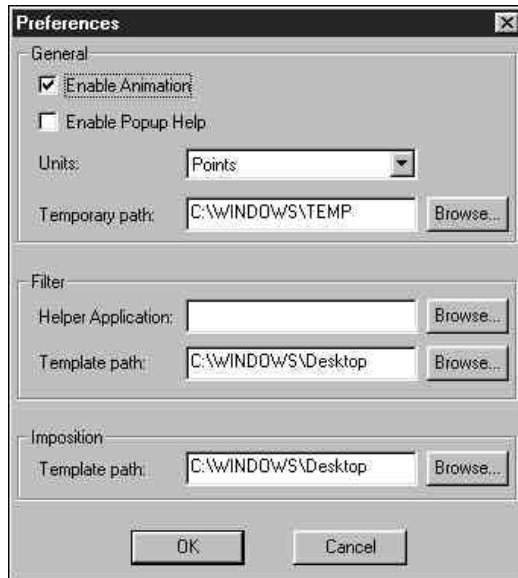 Preferences
General
Enable Animation
Enable Popup Help
Units: Points
Temporary path: C:\WINDOWS\TEMP Browse...
Filter
Helper Application: Browse...
Template path: C:\WINDOWS\Desktop Browse...
Imposition
Template path: C:\WINDOWS\Desktop Browse...
OK Cancel